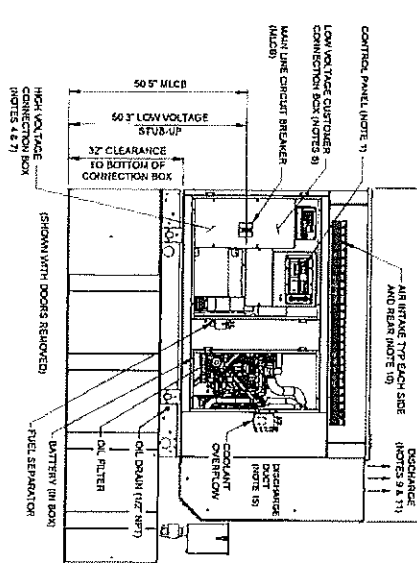 CONTROL PANEL (NOTE 1)
LOW VOLTAGE CUSTOMER
CONNECTION BOX (NOTES 8)
MAIN LINE CIRCUIT BREAKER
(MLCB)
50.5" MLCB
50.3" LOW VOLTAGE
STUB-UP
32" CLEARANCE
TO BOTTOM OF
CONNECTION BOX
HIGH VOLTAGE
CONNECTION BOX
(NOTES 4 & 7)
(SHOWN WITH DOORS REMOVED)
AIR INTAKE TYP EACH SIDE
AND REAR (NOTE 10)
DISCHARGE
(NOTES 9 & 11)
DISCHARGE
DUCT
(NOTE 15)
COOLANT
OVERFLOW
OIL DRAIN (1/2" NPT)
OIL FILTER
BATTERY (IN BOX)
FUEL SEPARATOR